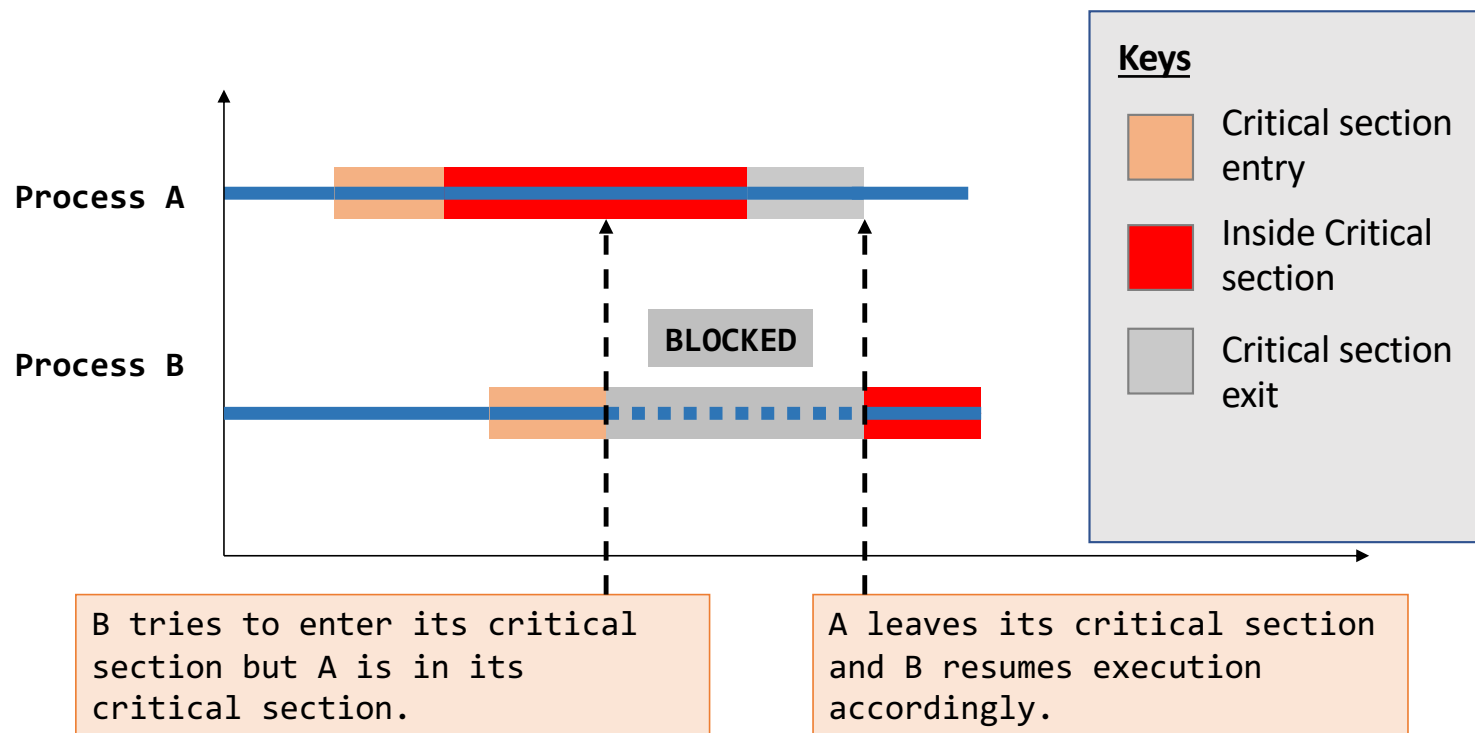 Keys
Critical section
entry
Inside Critical
section
Critical section
exit
Process A
BLOCKED
Process B
B tries to enter its critical
section but A is in its
critical section.
A leaves its critical section
and B resumes execution
accordingly.